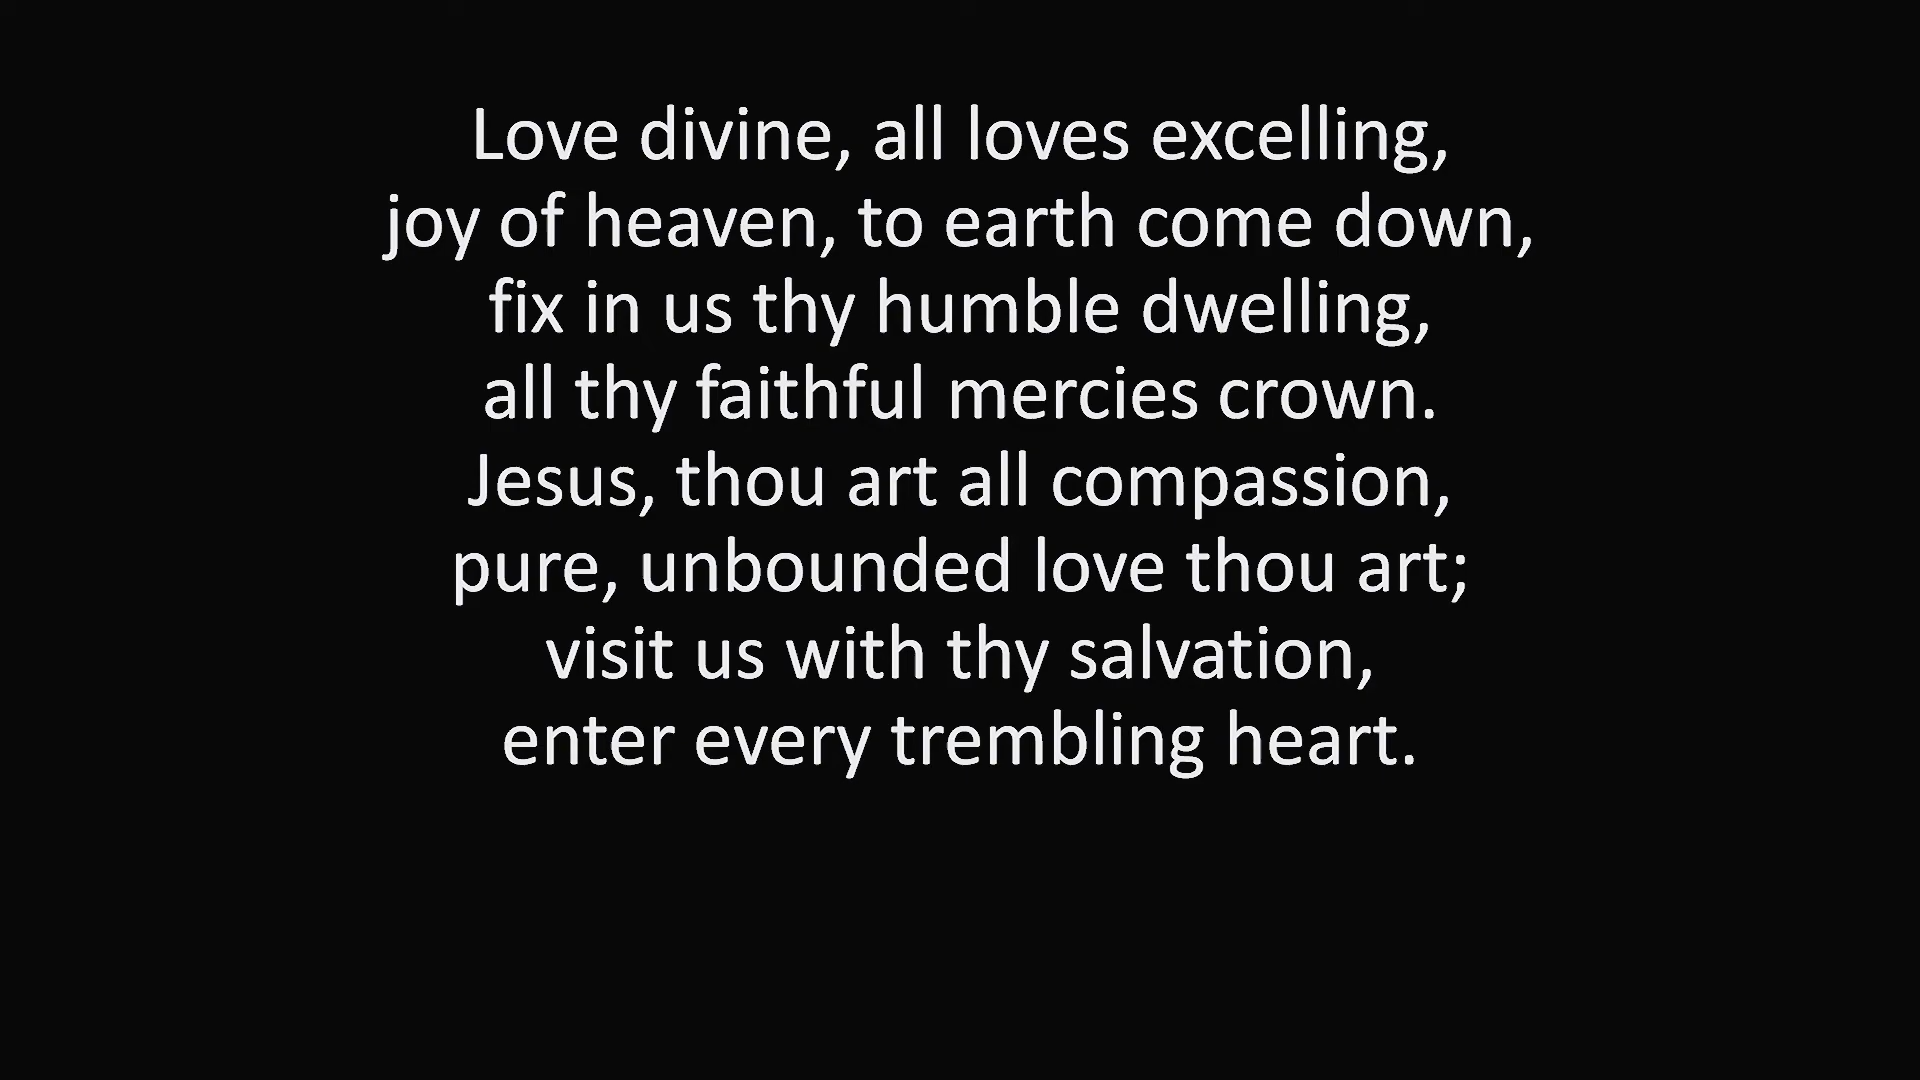 Love divine, all loves excelling,
joy of heaven, to earth come down,
fix in us thy humble dwelling,
all thy faithful mercies crown.
Jesus, thou art all compassion,
pure, unbounded love thou art;
visit us with thy salvation,
enter every trembling heart.